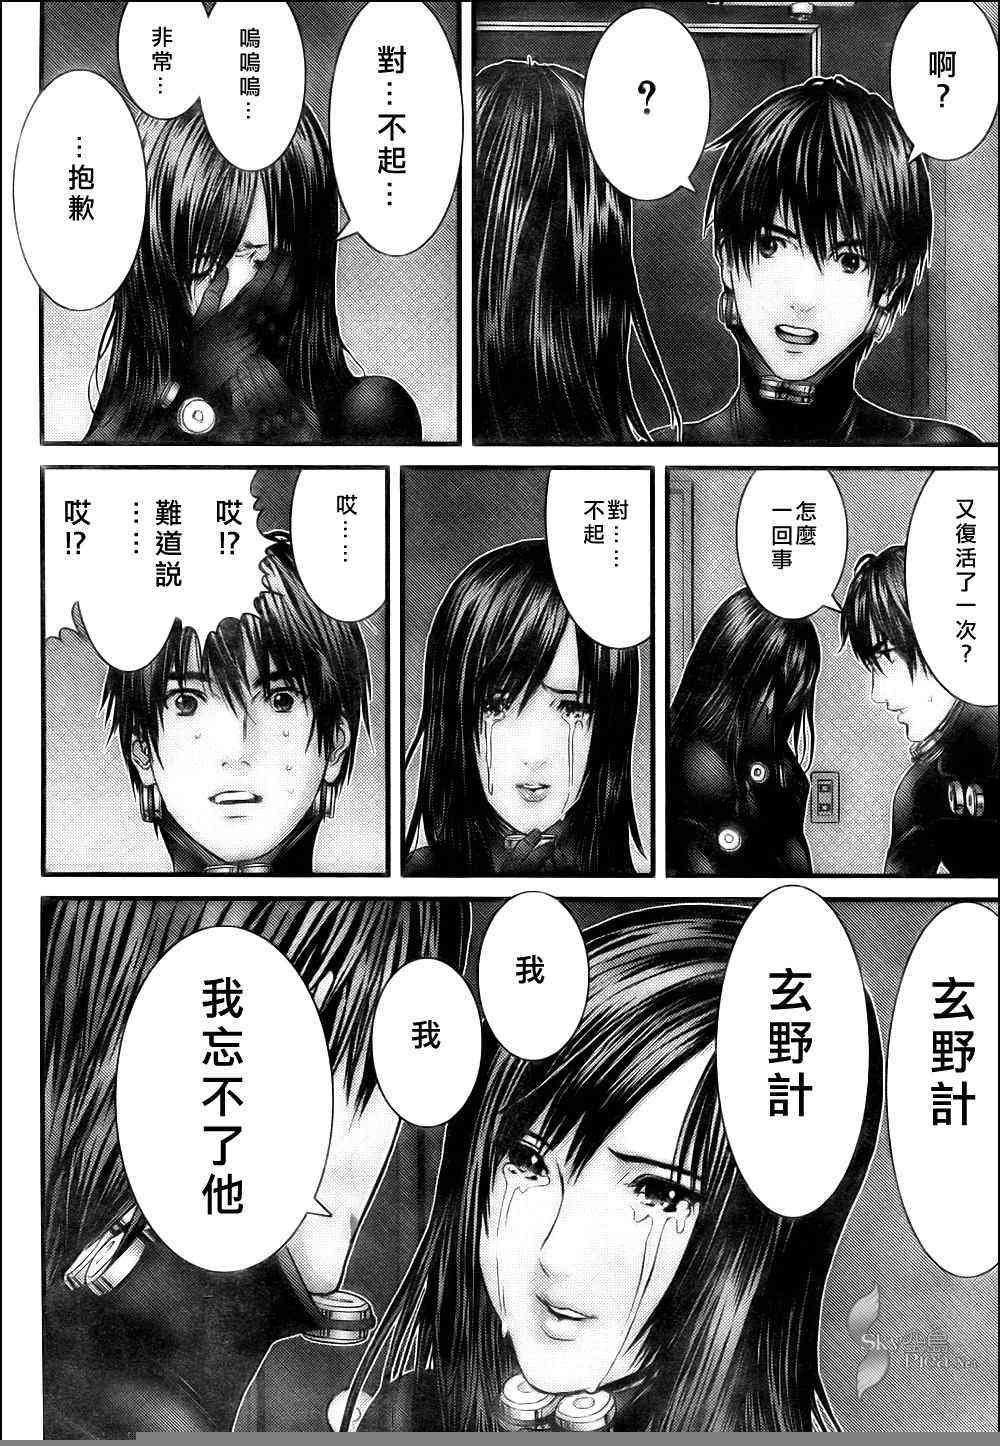 啊？
？
對…不起…
嗚嗚嗚…
非常…
…抱歉
又復活了一次？
怎麼
一回事
對……
不起
哎……
哎!?
難道説
……
哎!?
玄野計
玄野計
我
我
我忘不了他